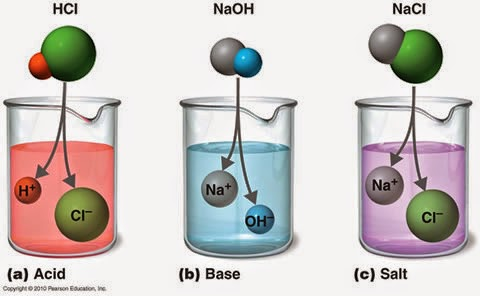 HCl
NaOH
NaCl
H⁺
Cl⁻
Na⁺
OH⁻
Na⁺
Cl⁻
(a) Acid
(b) Base
(c) Salt
Copyright © 2010 Pearson Education, Inc.